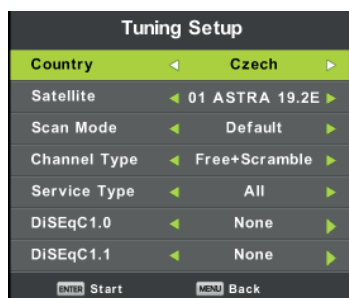 Tuning Setup
Country Czech
Satellite 01 ASTRA 19.2E
Scan Mode Default
Channel Type Free+Scramble
Service Type All
DiSEqC1.0 None
DiSEqC1.1 None
ENTER Start MENU Back